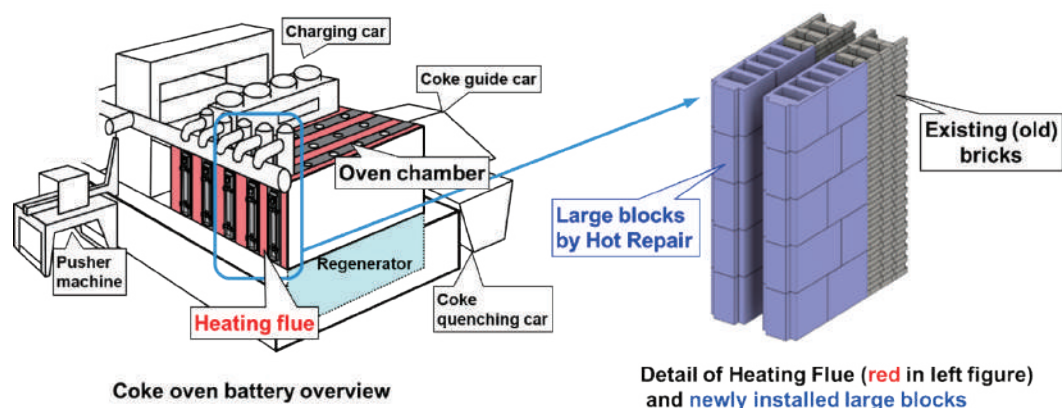 Charging car
Coke guide car
Oven chamber
Pusher
machine
Regenerator
Heating flue
Coke
quenching car
Coke oven battery overview
Existing (old)
bricks
Large blocks
by Hot Repair
Detail of Heating Flue (red in left figure)
and newly installed large blocks